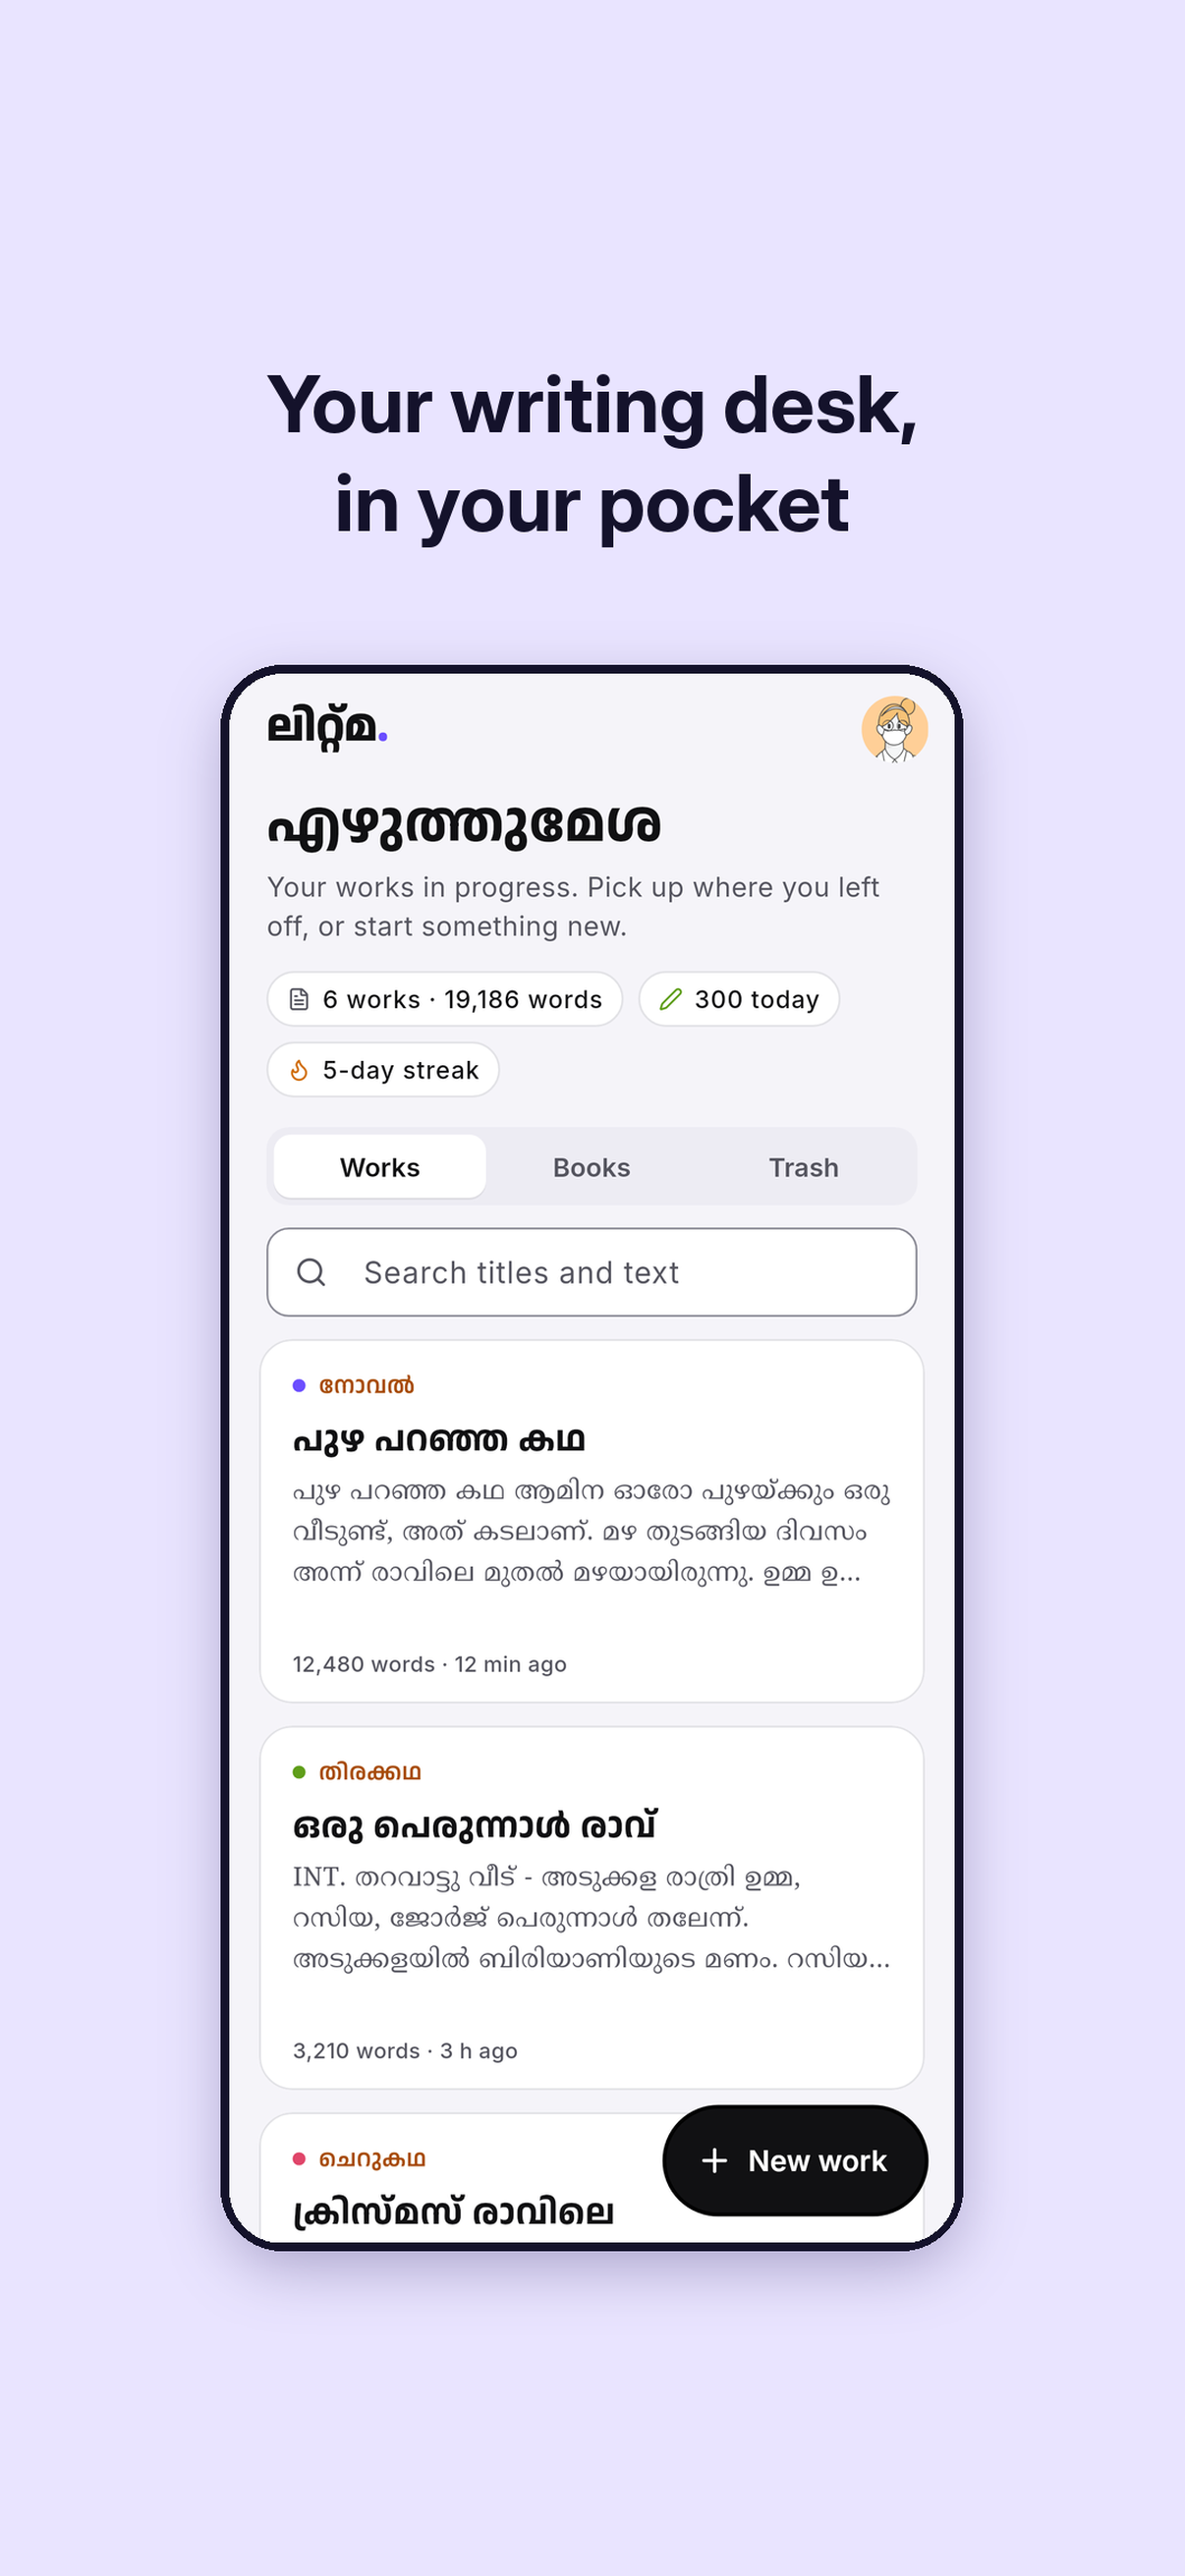 Your writing desk,
in your pocket
ലിറ്റ്മ.
എഴുത്തുമേശ
Your works in progress. Pick up where you left
off, or start something new.
6 works · 19,186 words
300 today
5-day streak
Works
Books
Trash
Search titles and text
നോവൽ
പുഴ പറഞ്ഞ കഥ
പുഴ പറഞ്ഞ കഥ ആമിന ഓരോ പുഴയ്ക്കും ഒരു
വീടുണ്ട്, അത് കടലാണ്. മഴ തുടങ്ങിയ ദിവസം
അന്ന് രാവിലെ മുതൽ മഴയായിരുന്നു. ഉമ്മ ഉ...
12,480 words · 12 min ago
തിരക്കഥ
ഒരു പെരുന്നാൾ രാവ്
INT. തറവാട്ടു വീട് - അടുക്കള രാത്രി ഉമ്മ,
റസിയ, ജോർജ് പെരുന്നാൾ തലേന്ന്.
അടുക്കളയിൽ ബിരിയാണിയുടെ മണം. റസിയ...
3,210 words · 3 h ago
ചെറുകഥ
ക്രിസ്മസ് രാവിലെ
New work